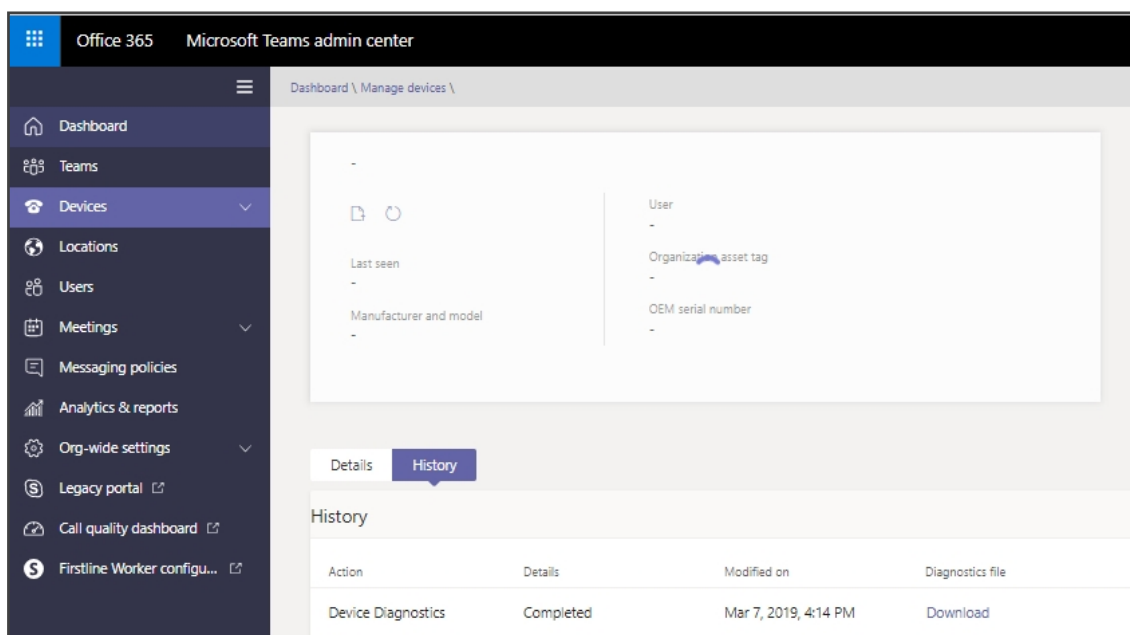 Office 365 Microsoft Teams admin center
Dashboard \ Manage devices \
Dashboard
Teams
Devices
Locations
Users
Meetings
Messaging policies
Analytics & reports
Org-wide settings
Legacy portal
Call quality dashboard
Firstline Worker configu...
-
Last seen
-
Manufacturer and model
-
User
-
Organization asset tag
-
OEM serial number
-
Details History
History
Action Details Modified on Diagnostics file
Device Diagnostics Completed Mar 7, 2019, 4:14 PM Download